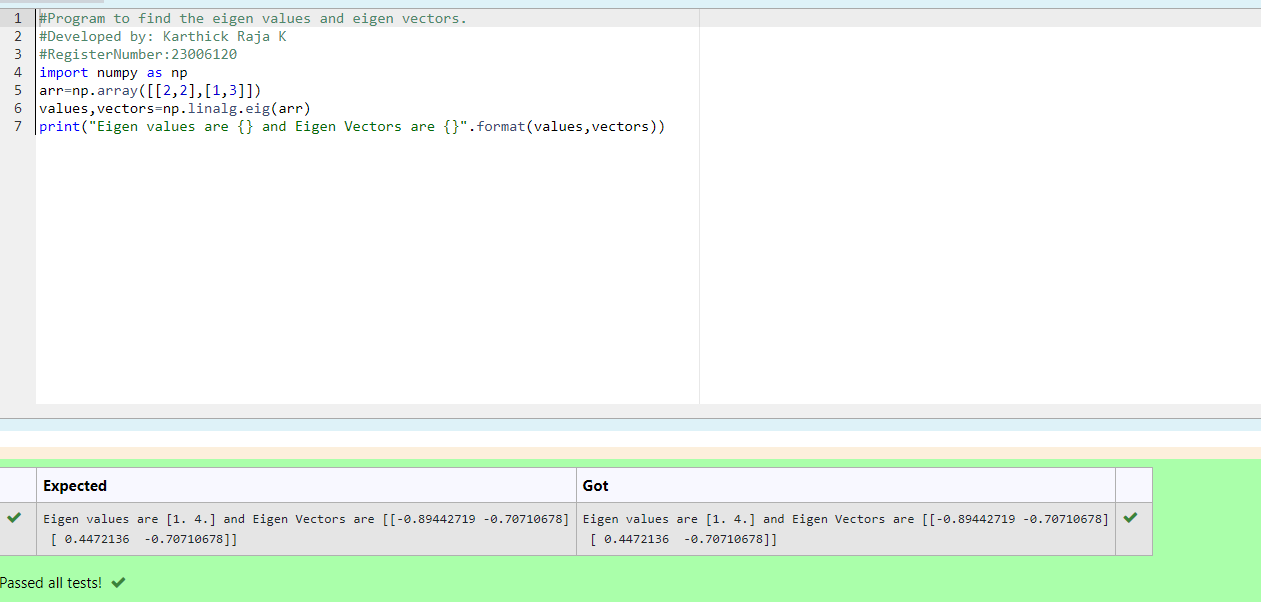 1 #Program to find the eigen values and eigen vectors.
2 #Developed by: Karthick Raja K
3 #RegisterNumber:23006120
4 import numpy as np
5 arr=np.array([[2,2],[1,3]])
6 values,vectors=np.linalg.eig(arr)
7 print("Eigen values are {} and Eigen Vectors are {}".format(values,vectors))
Expected Got
Eigen values are [1. 4.] and Eigen Vectors are [[-0.89442719 -0.70710678] Eigen values are [1. 4.] and Eigen Vectors are [[-0.89442719 -0.70710678]
[ 0.4472136  -0.70710678]] [ 0.4472136  -0.70710678]]
Passed all tests!